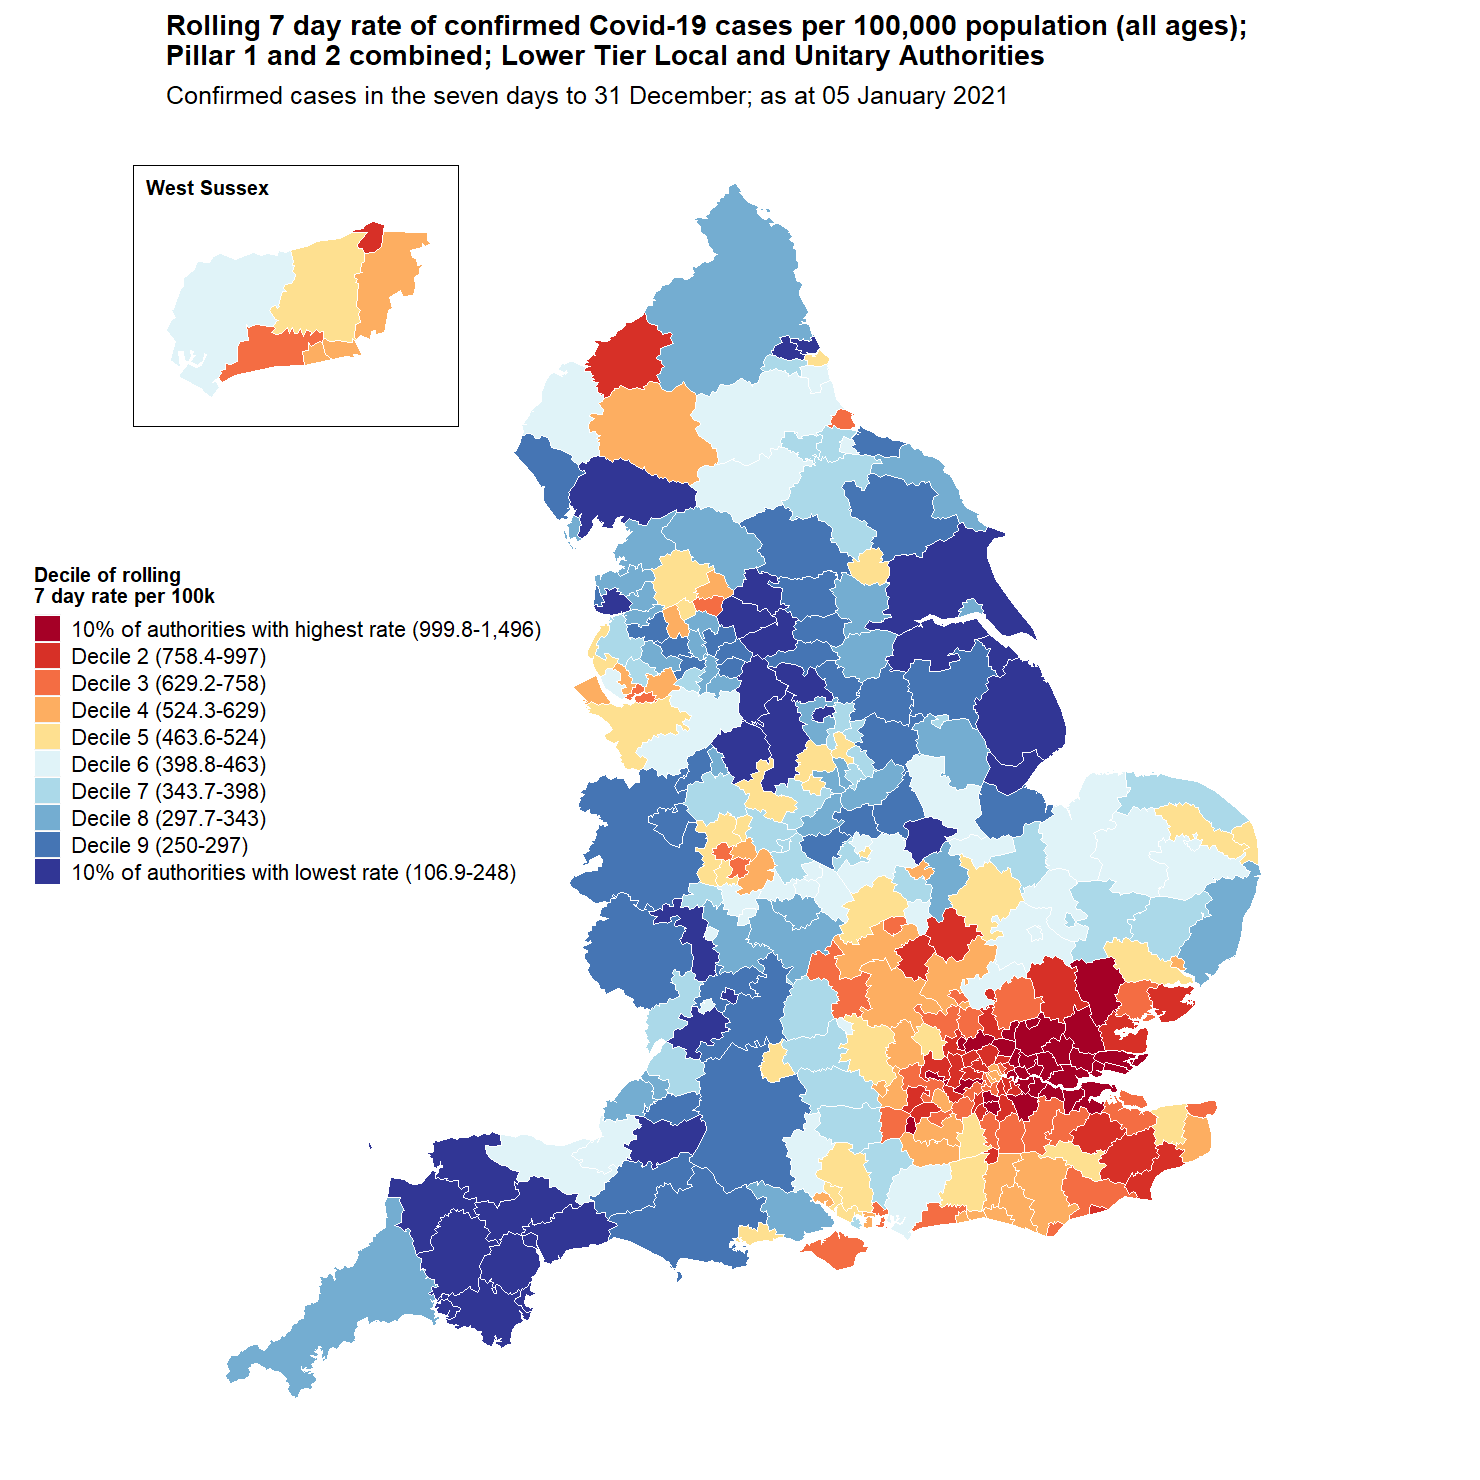 Rolling 7 day rate of confirmed Covid-19 cases per 100,000 population (all ages);
Pillar 1 and 2 combined; Lower Tier Local and Unitary Authorities
Confirmed cases in the seven days to 31 December; as at 05 January 2021
West Sussex
Decile of rolling
7 day rate per 100k
10% of authorities with highest rate (999.8-1,496)
Decile 2 (758.4-997)
Decile 3 (629.2-758)
Decile 4 (524.3-629)
Decile 5 (463.6-524)
Decile 6 (398.8-463)
Decile 7 (343.7-398)
Decile 8 (297.7-343)
Decile 9 (250-297)
10% of authorities with lowest rate (106.9-248)